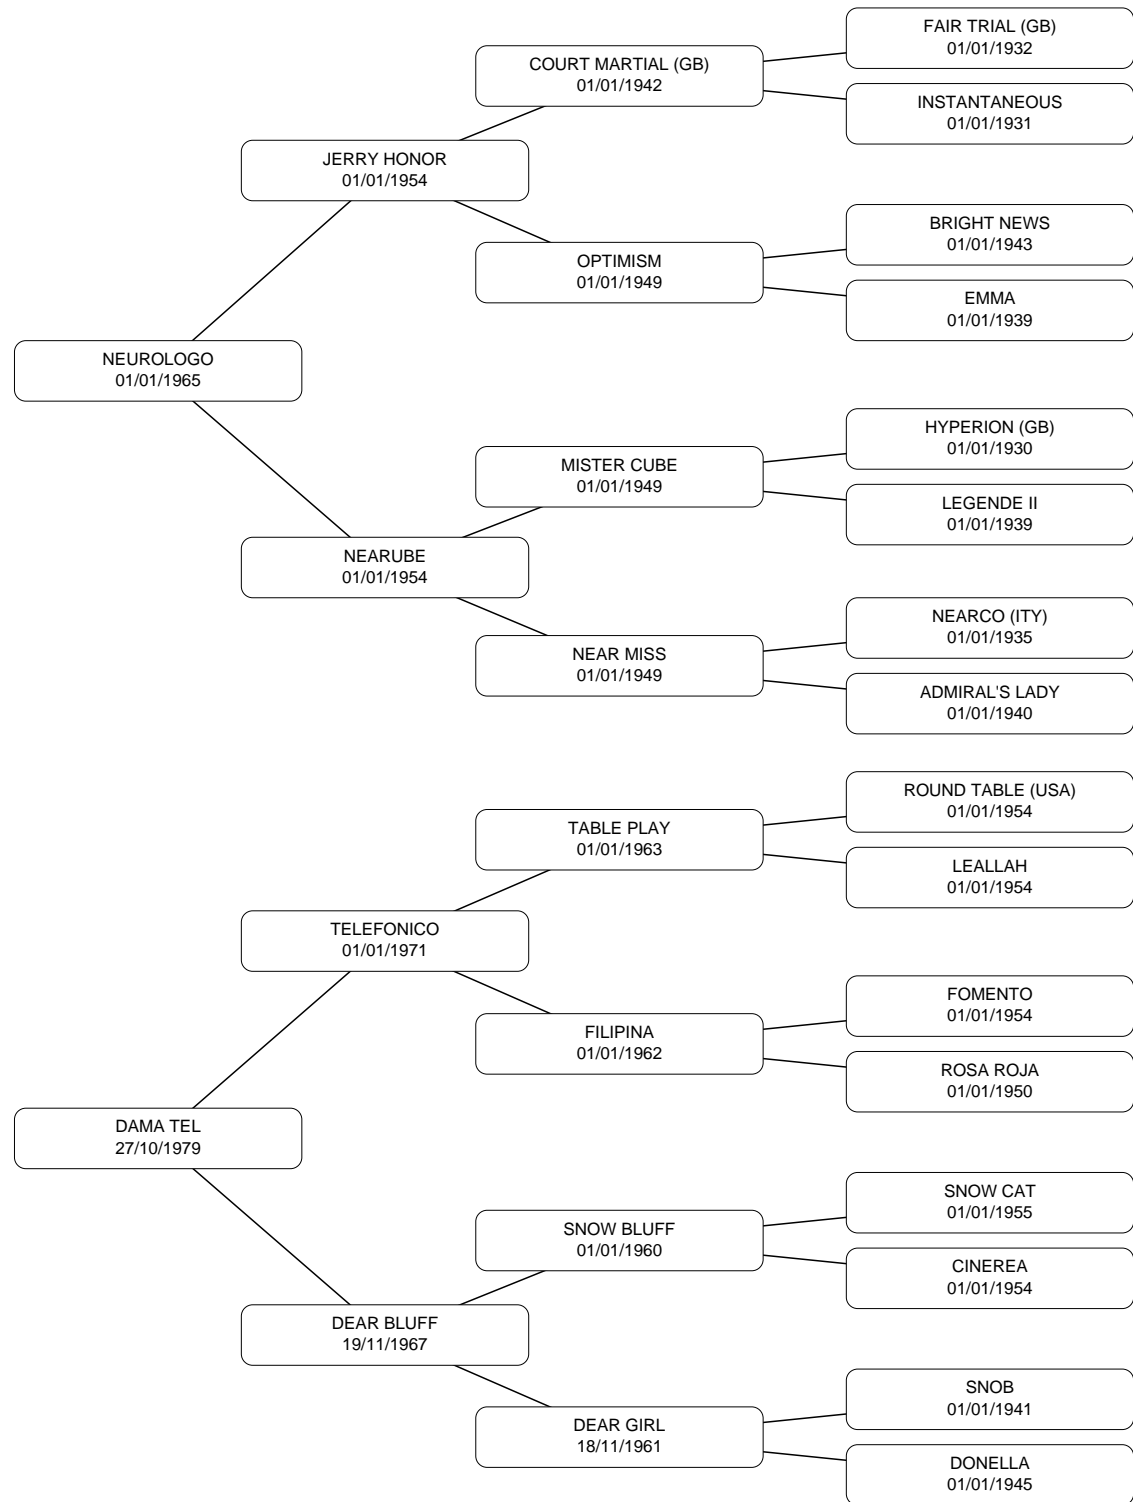 FAIR TRIAL (GB)
01/01/1932
COURT MARTIAL (GB)
01/01/1942
INSTANTANEOUS
01/01/1931
JERRY HONOR
01/01/1954
BRIGHT NEWS
01/01/1943
OPTIMISM
01/01/1949
EMMA
01/01/1939
NEUROLOGO
01/01/1965
HYPERION (GB)
01/01/1930
MISTER CUBE
01/01/1949
LEGENDE II
01/01/1939
NEARUBE
01/01/1954
NEARCO (ITY)
01/01/1935
NEAR MISS
01/01/1949
ADMIRAL'S LADY
01/01/1940
ROUND TABLE (USA)
01/01/1954
TABLE PLAY
01/01/1963
LEALLAH
01/01/1954
TELEFONICO
01/01/1971
FOMENTO
01/01/1954
FILIPINA
01/01/1962
ROSA ROJA
01/01/1950
DAMA TEL
27/10/1979
SNOW CAT
01/01/1955
SNOW BLUFF
01/01/1960
CINEREA
01/01/1954
DEAR BLUFF
19/11/1967
SNOB
01/01/1941
DEAR GIRL
18/11/1961
DONELLA
01/01/1945